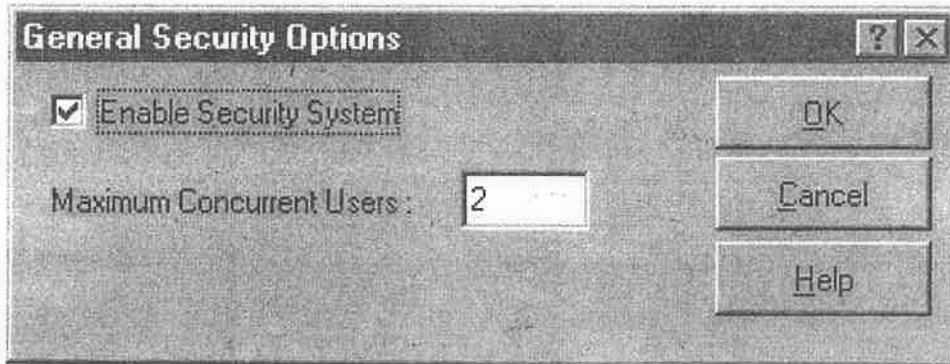 General Security Options
? X
Enable Security System
OK
Maximum Concurrent Users : 2
Cancel
Help